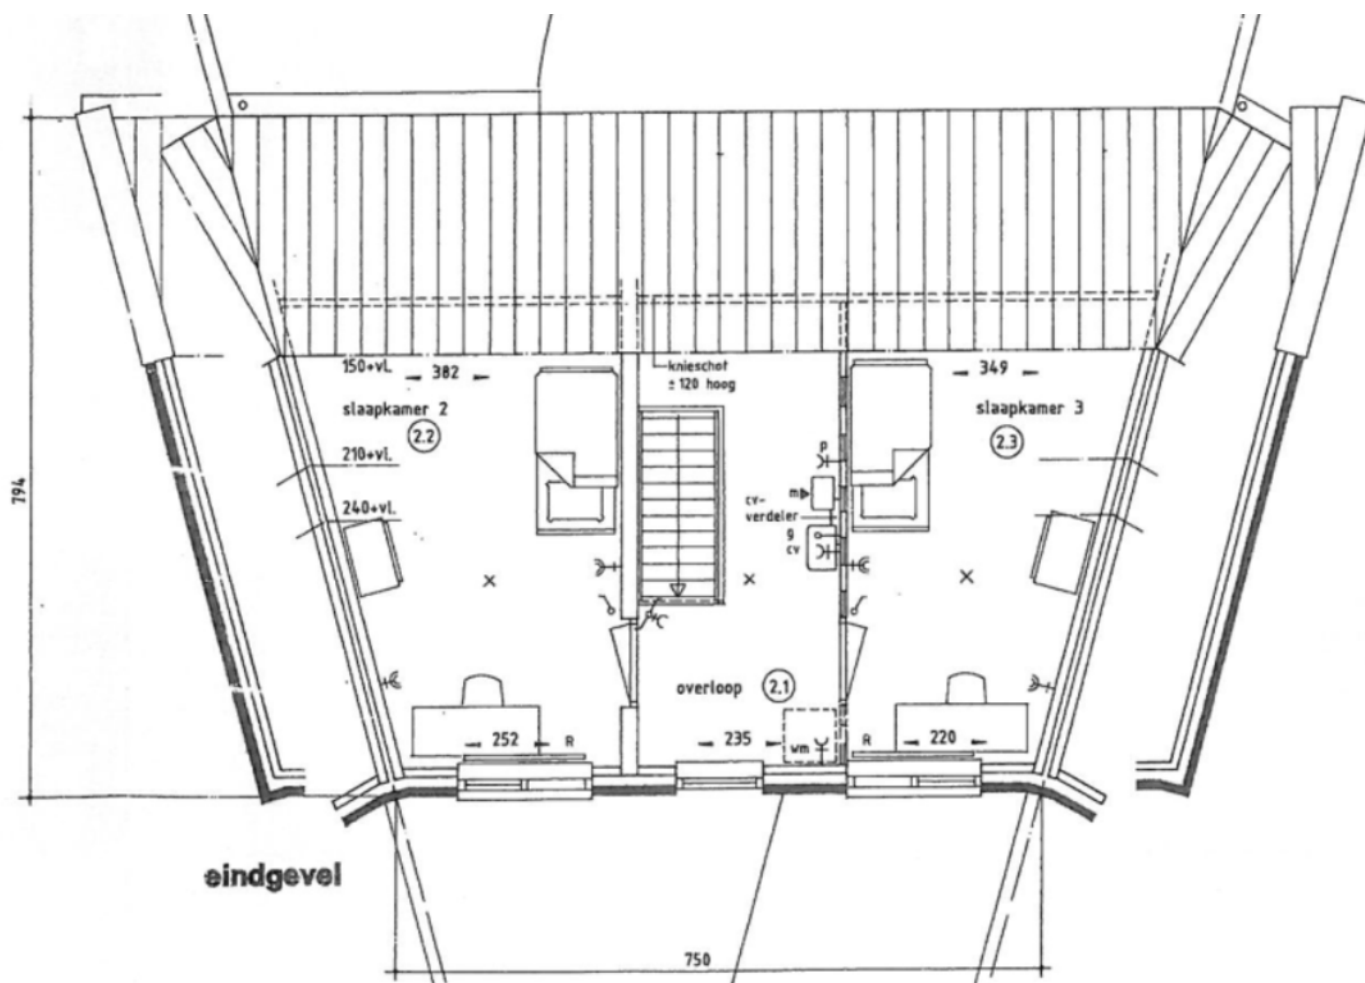 150+vl.
382
knieschot
± 120 hoog
349
slaapkamer 2
2.2
slaapkamer 3
2.3
210+vl.
p
794
m
cv-
verdeler
240+vl.
g
cv
overloop
2.1
252
R
235
wm
R
220
eindgevel
750